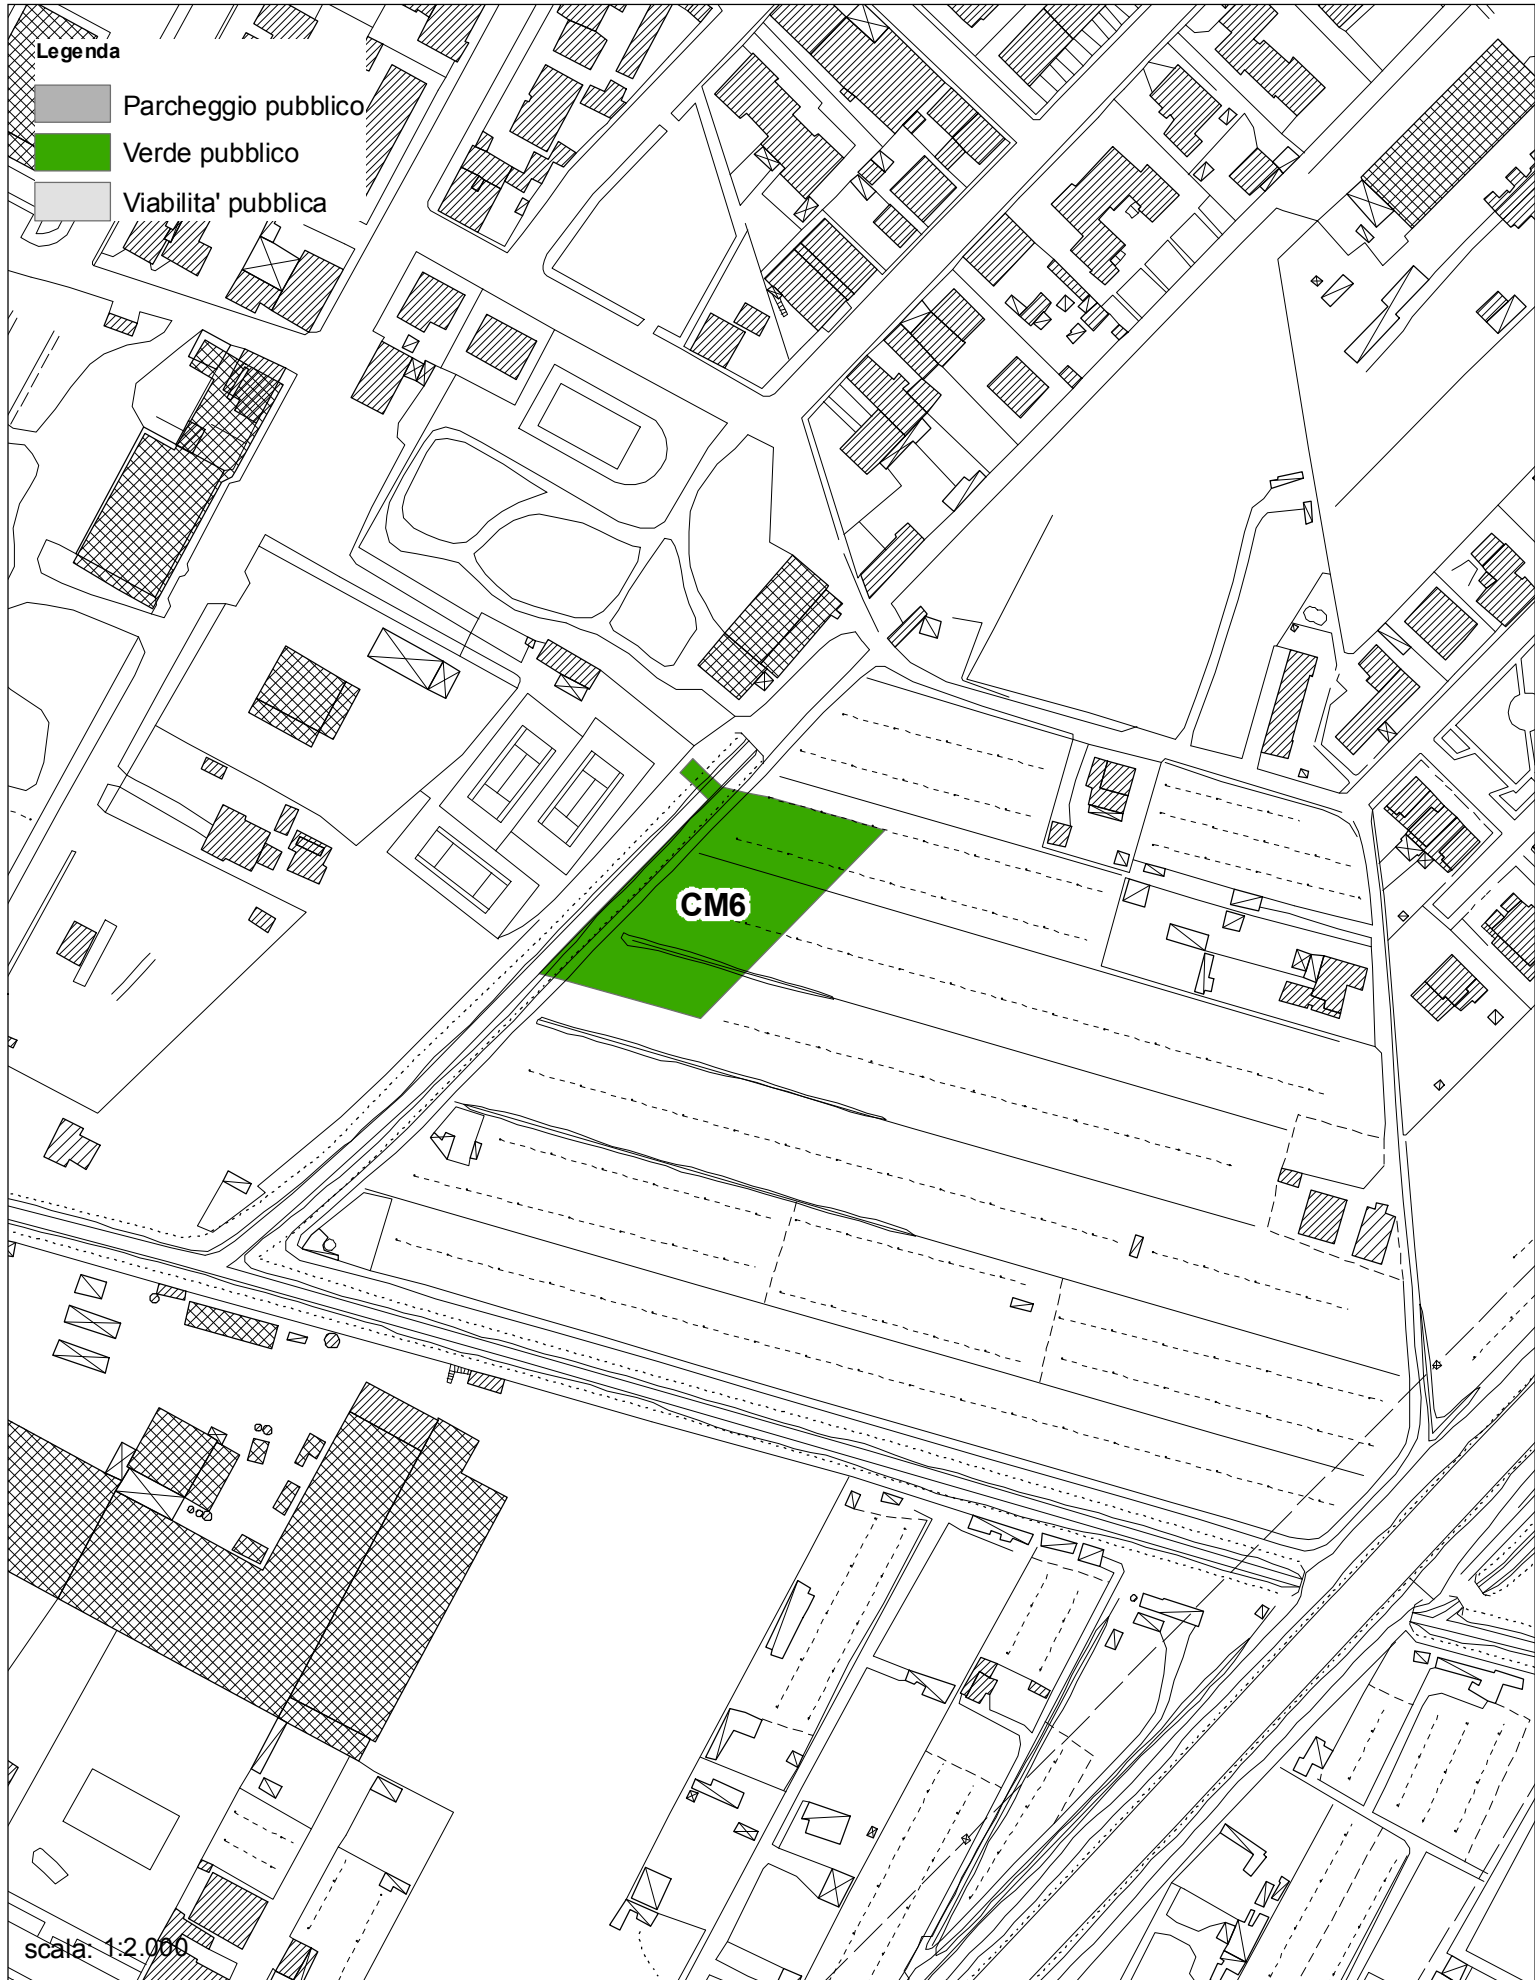 Legenda
Parcheggio pubblico
Verde pubblico
Viabilita' pubblica
CM6
scala: 1:2.000